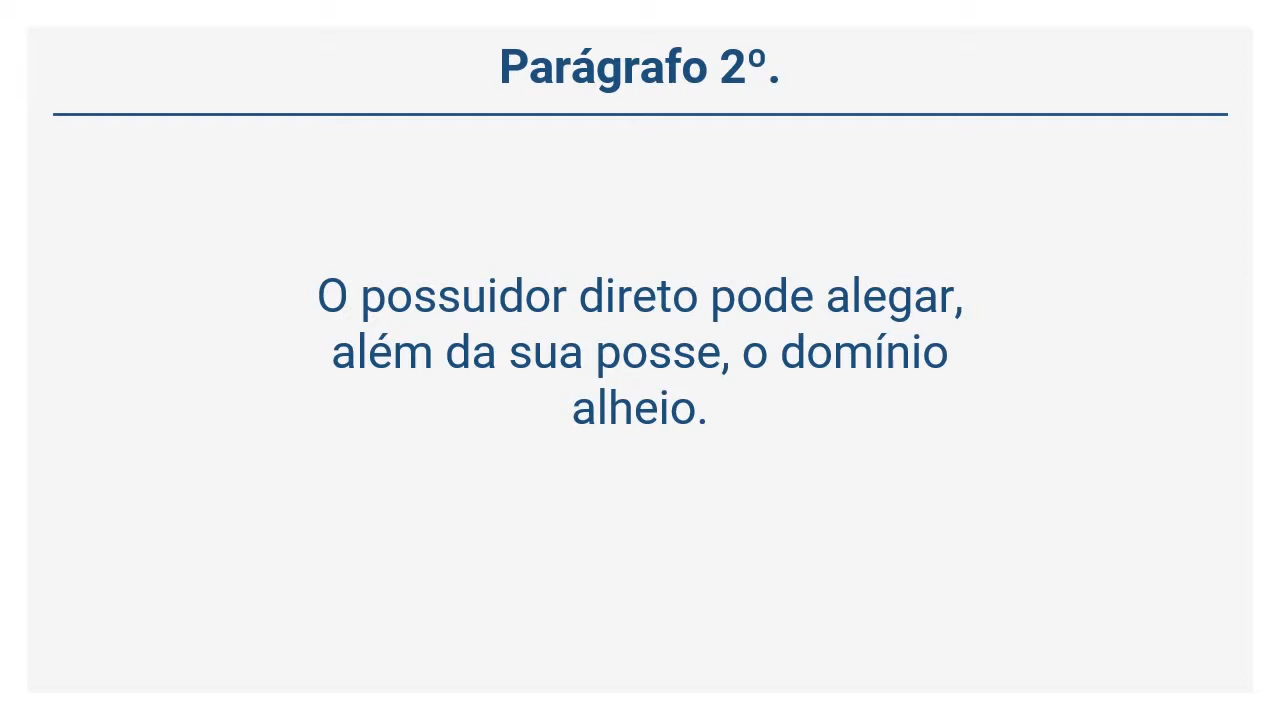 Parágrafo 2º.
O possuidor direto pode alegar,
além da sua posse, o domínio
alheio.